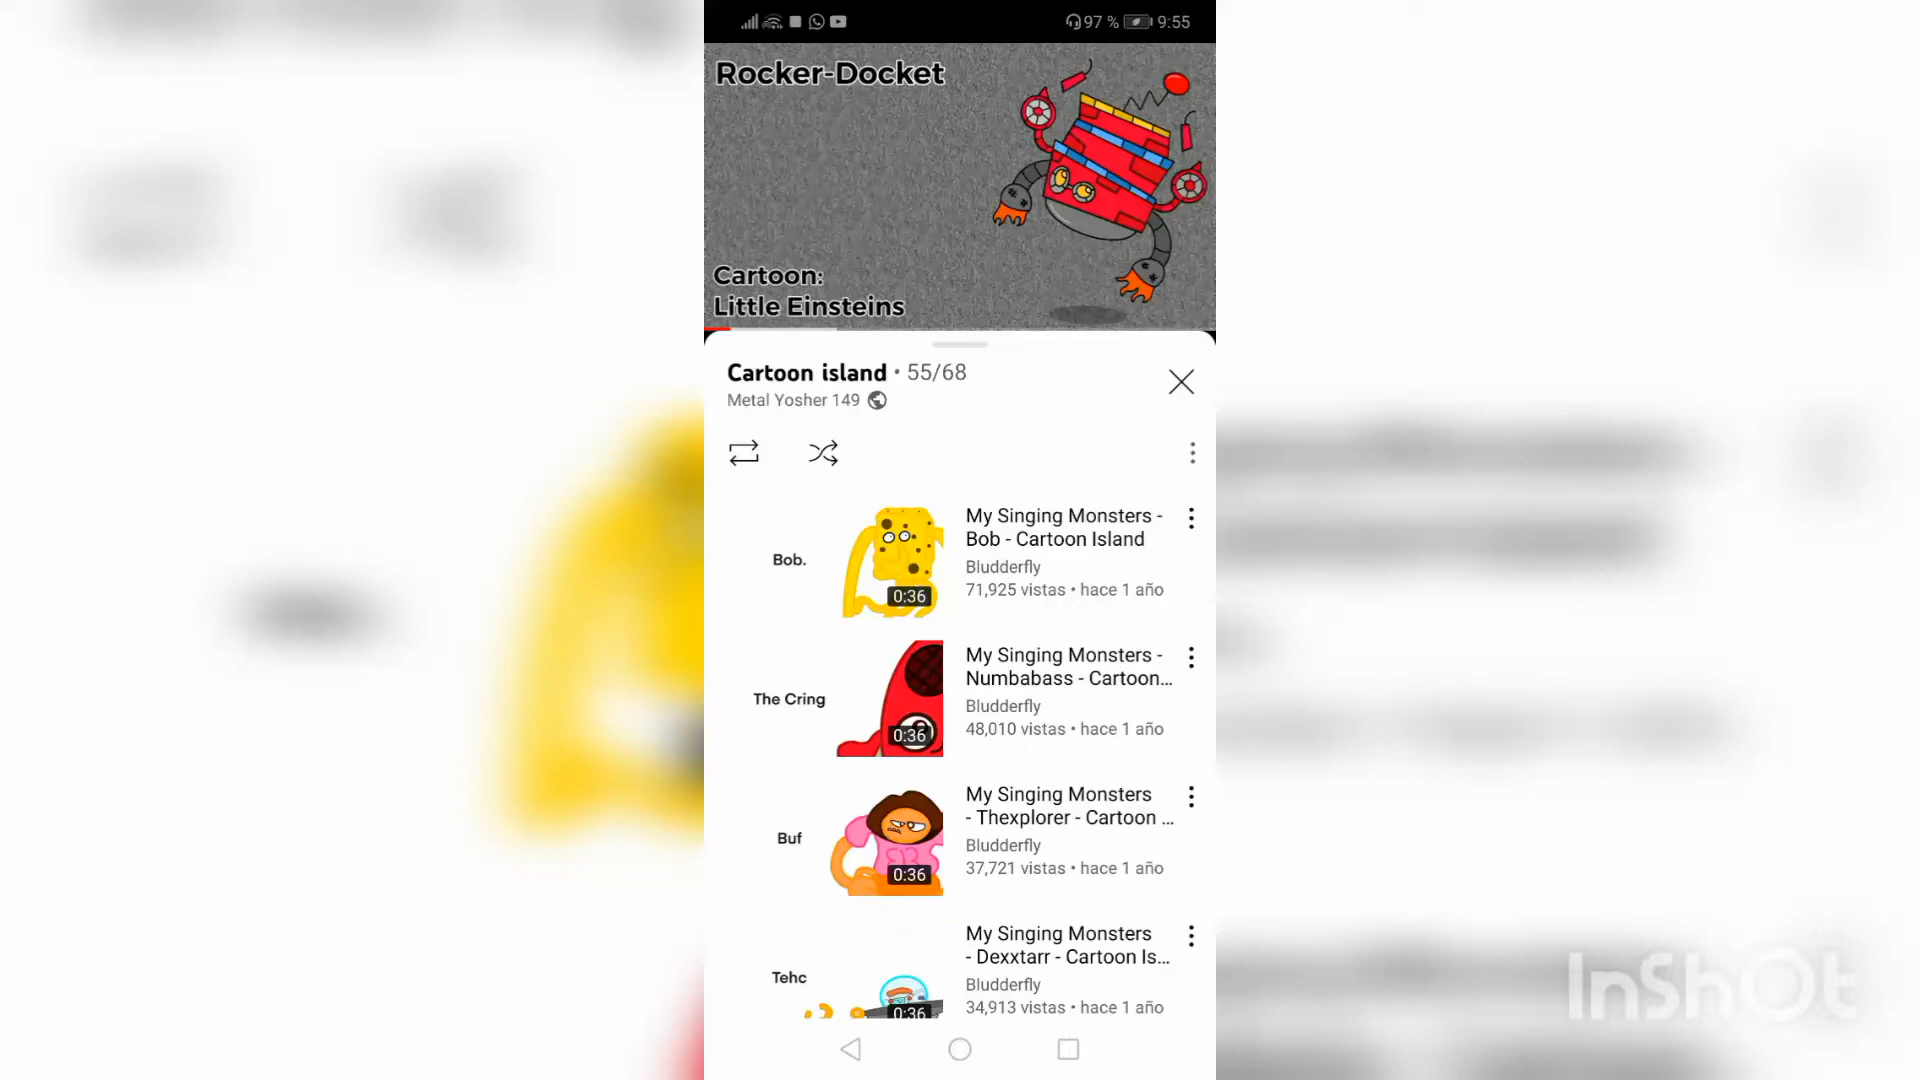 97 % 9:55
Rocker-Docket
Cartoon:
Little Einsteins
Cartoon island • 55/68
Metal Yosher 149
Bob.
0:36
My Singing Monsters -
Bob - Cartoon Island
Bludderfly
71,925 vistas • hace 1 año
The Cring
0:36
My Singing Monsters -
Numbabass - Cartoon...
Bludderfly
48,010 vistas • hace 1 año
Buf
0:36
My Singing Monsters
- Thexplorer - Cartoon ...
Bludderfly
37,721 vistas • hace 1 año
Tehc
0:36
My Singing Monsters
- Dexxtarr - Cartoon Is...
Bludderfly
34,913 vistas • hace 1 año
InShOt